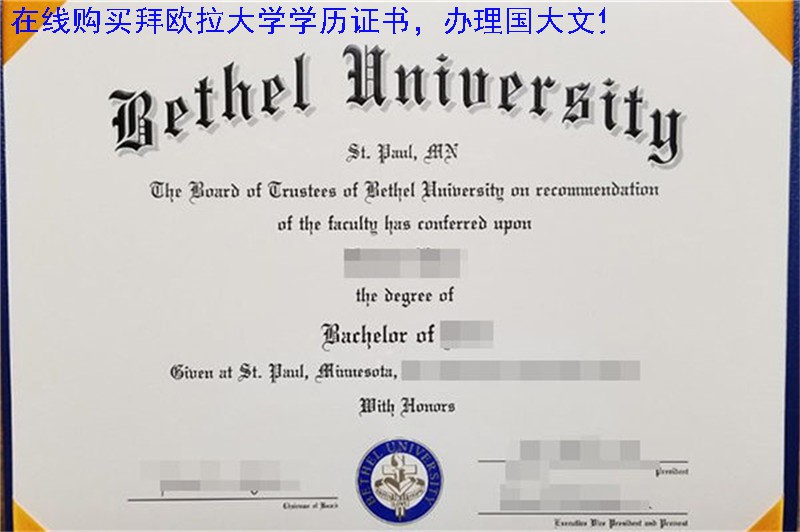 在线购买拜欧拉大学学历证书，办理国大文
Bethel University
St. Paul, MN
The Board of Trustees of Bethel University on recommendation
of the faculty has conferred upon
the degree of
Bachelor of
Given at St. Paul, Minnesota,
With Honors
BETHEL UNIVERSITY
President
Chairman of Board
Executive Vice President and Provost